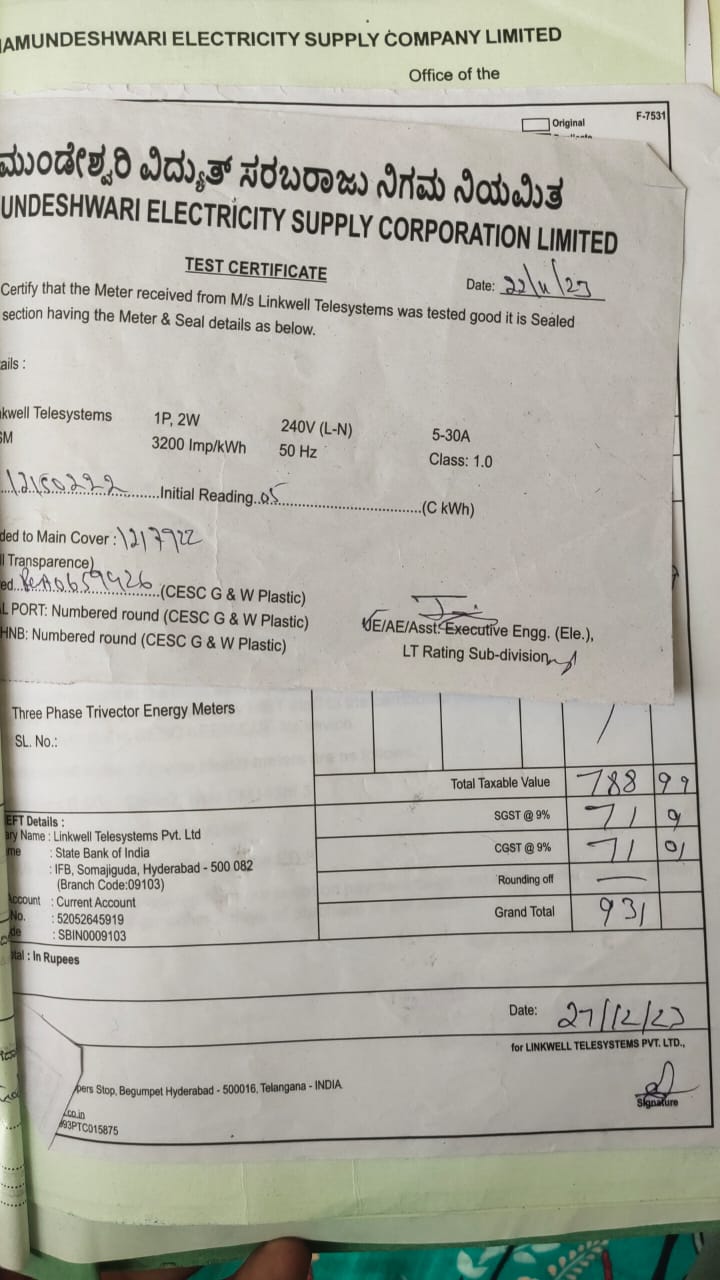 AMUNDESHWARI ELECTRICITY SUPPLY COMPANY LIMITED
Office of the
F-7531
Original
ಮುಂಡೇಶ್ವರಿ ವಿದ್ಯುತ್ ಸರಬರಾಜು ನಿಗಮ ನಿಯಮಿತ
UNDESHWARI ELECTRICITY SUPPLY CORPORATION LIMITED
TEST CERTIFICATE
Date: 22/11/23
Certify that the Meter received from M/s Linkwell Telesystems was tested good it is Sealed
section having the Meter & Seal details as below.
ails :
kwell Telesystems 1P, 2W 240V (L-N) 5-30A
SM 3200 Imp/kWh 50 Hz Class: 1.0
12150222 Initial Reading 05 (C kWh)
ded to Main Cover : 1217922
l Transparence)
ed. (CESC G & W Plastic)
L PORT: Numbered round (CESC G & W Plastic)
HNB: Numbered round (CESC G & W Plastic)
JE/AE/Asst. Executive Engg. (Ele.),
LT Rating Sub-division
Three Phase Trivector Energy Meters
SL. No.:
Total Taxable Value 788 99
SGST @ 9% 71 9
CGST @ 9% 71 01
Rounding off —
Grand Total 931
EFT Details :
ary Name : Linkwell Telesystems Pvt. Ltd
me : State Bank of India
: IFB, Somajiguda, Hyderabad - 500 082
(Branch Code:09103)
Account : Current Account
No. : 52052645919
de : SBIN0009103
tal : In Rupees
Date: 27/12/23
for LINKWELL TELESYSTEMS PVT. LTD.,
pers Stop, Begumpet Hyderabad - 500016, Telangana - INDIA
.co.in
93PTC015875
Signature